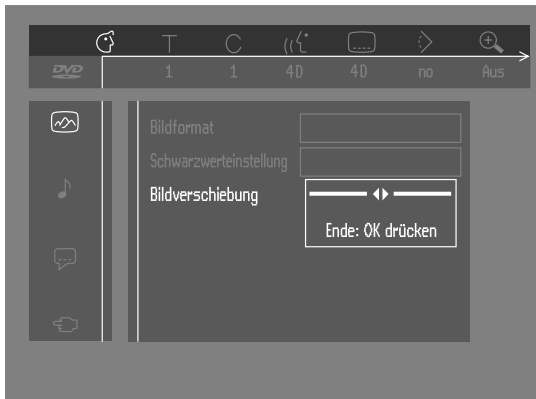 T C
DVD 1 1 4D 4D no Aus
Bildformat
Schwarzwerteinstellung
Bildverschiebung
Ende: OK drücken